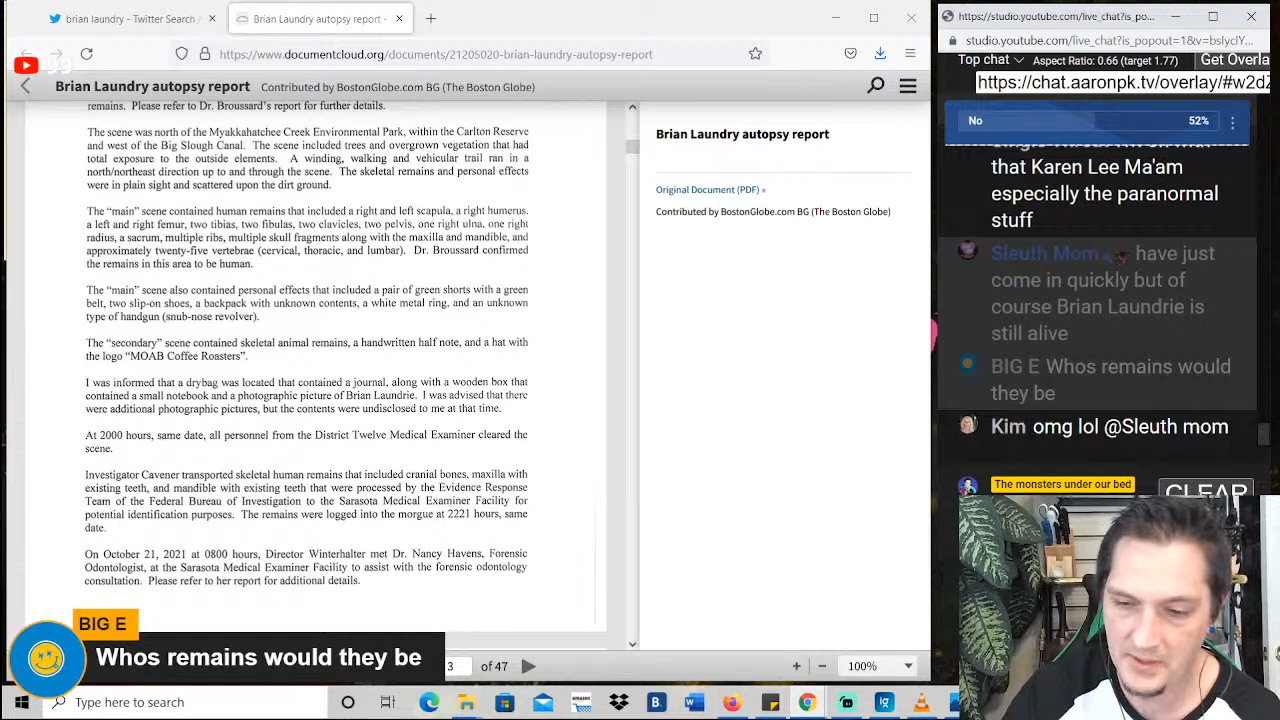 brian laundry - Twitter Search /
Brian Laundry autopsy report -
https://studio.youtube.com/live_chat?is_po...
https://www.documentcloud.org/documents/21205080-brian-laundry-autopsy-report
studio.youtube.com/live_chat?is_popout=1&v=bslyclY...
Top chat
Aspect Ratio: 0.66 (target 1.77)
Get Overla
https://chat.aaronpk.tv/overlay/#w2dZ
Brian Laundry autopsy report
Contributed by BostonGlobe.com BG (The Boston Globe)
No
52%
remains. Please refer to Dr. Broussard's report for further details.
The scene was north of the Myakkahatchee Creek Environmental Park, within the Carlton Reserve
and west of the Big Slough Canal. The scene included trees and overgrown vegetation that had
total exposure to the outside elements. A winding, walking and vehicular trail ran in a
north/northeast direction up to and through the scene. The skeletal remains and personal effects
were in plain sight and scattered upon the dirt ground.
The "main" scene contained human remains that included a right and left scapula, a right humerus,
a left and right femur, two tibias, two fibulas, two clavicles, two pelvis, one right ulna, one right
radius, a sacrum, multiple ribs, multiple skull fragments along with the maxilla and mandible, and
approximately twenty-five vertebrae (cervical, thoracic, and lumbar). Dr. Broussard confirmed
the remains in this area to be human.
The "main" scene also contained personal effects that included a pair of green shorts with a green
belt, two slip-on shoes, a backpack with unknown contents, a white metal ring, and an unknown
type of handgun (snub-nose revolver).
The "secondary" scene contained skeletal animal remains, a handwritten half note, and a hat with
the logo "MOAB Coffee Roasters".
I was informed that a drybag was located that contained a journal, along with a wooden box that
contained a small notebook and a photographic picture of Brian Laundrie. I was advised that there
were additional photographic pictures, but the contents were undisclosed to me at that time.
At 2000 hours, same date, all personnel from the District Twelve Medical Examiner cleared the
scene.
Investigator Cavener transported skeletal human remains that included cranial bones, maxilla with
existing teeth, and mandible with existing teeth that were processed by the Evidence Response
Team of the Federal Bureau of Investigation to the Sarasota Medical Examiner Facility for
potential identification purposes. The remains were logged into the morgue at 2221 hours, same
date.
On October 21, 2021 at 0800 hours, Director Winterhalter met Dr. Nancy Havens, Forensic
Odontologist, at the Sarasota Medical Examiner Facility to assist with the forensic odontology
consultation. Please refer to her report for additional details.
Brian Laundry autopsy report
Original Document (PDF) »
Contributed by BostonGlobe.com BG (The Boston Globe)
that Karen Lee Ma'am
especially the paranormal
stuff
Sleuth Mom have just
come in quickly but of
course Brian Laundrie is
still alive
BIG E Whos remains would
they be
Kim omg lol @Sleuth mom
The monsters under our bed
CLEAR
BIG E
Whos remains would they be
3 of 47
100%
Type here to search